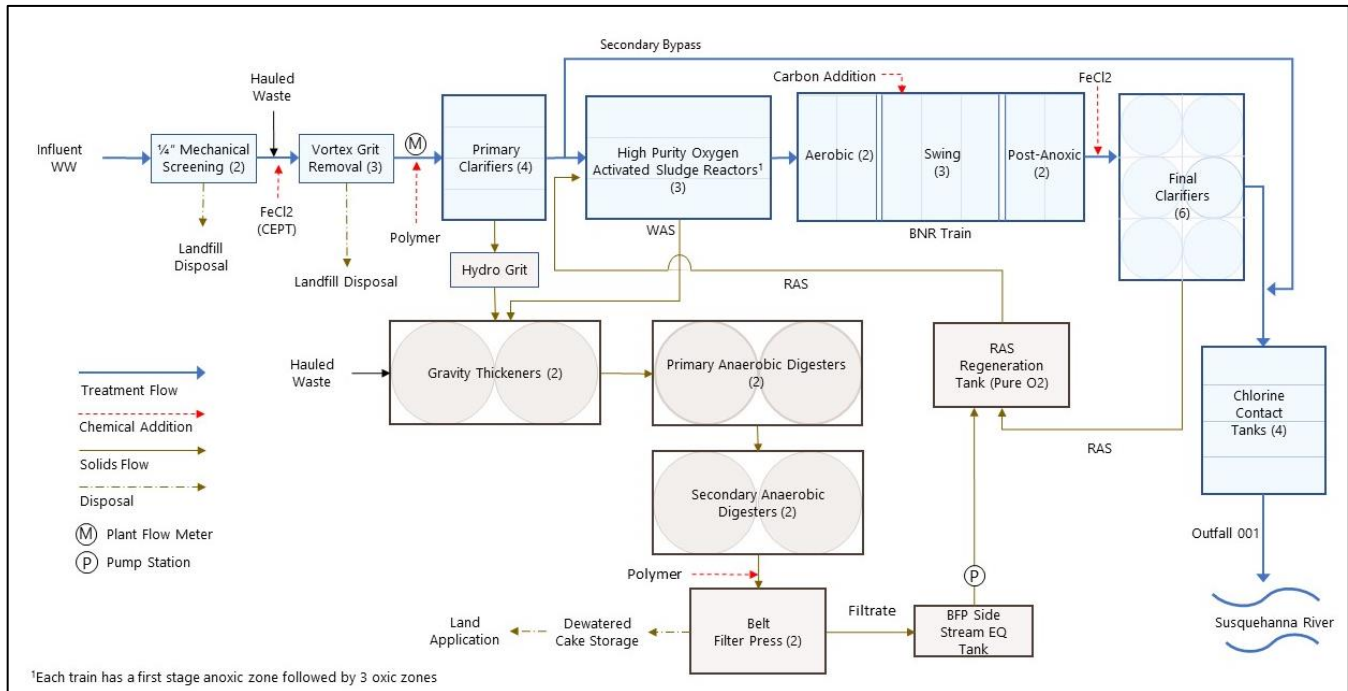 Secondary Bypass
Hauled
Waste
Carbon Addition
FeCl2
Influent
WW
¼" Mechanical
Screening (2)
Vortex Grit
Removal (3)
M
Primary
Clarifiers (4)
High Purity Oxygen
Activated Sludge Reactors¹
(3)
Aerobic (2)
Swing
(3)
Post-Anoxic
(2)
Final
Clarifiers
(6)
FeCl2
(CEPT)
Polymer
Landfill
Disposal
Landfill Disposal
WAS
BNR Train
Hydro Grit
RAS
Hauled
Waste
Gravity Thickeners (2)
Primary Anaerobic Digesters
(2)
RAS
Regeneration
Tank (Pure O2)
Chlorine
Contact
Tanks (4)
RAS
Treatment Flow
Chemical Addition
Solids Flow
Disposal
M Plant Flow Meter
P Pump Station
Secondary Anaerobic
Digesters (2)
Outfall 001
Polymer
P
Land
Application
Dewatered
Cake Storage
Belt
Filter Press (2)
Filtrate
BFP Side
Stream EQ
Tank
Susquehanna River
¹Each train has a first stage anoxic zone followed by 3 oxic zones